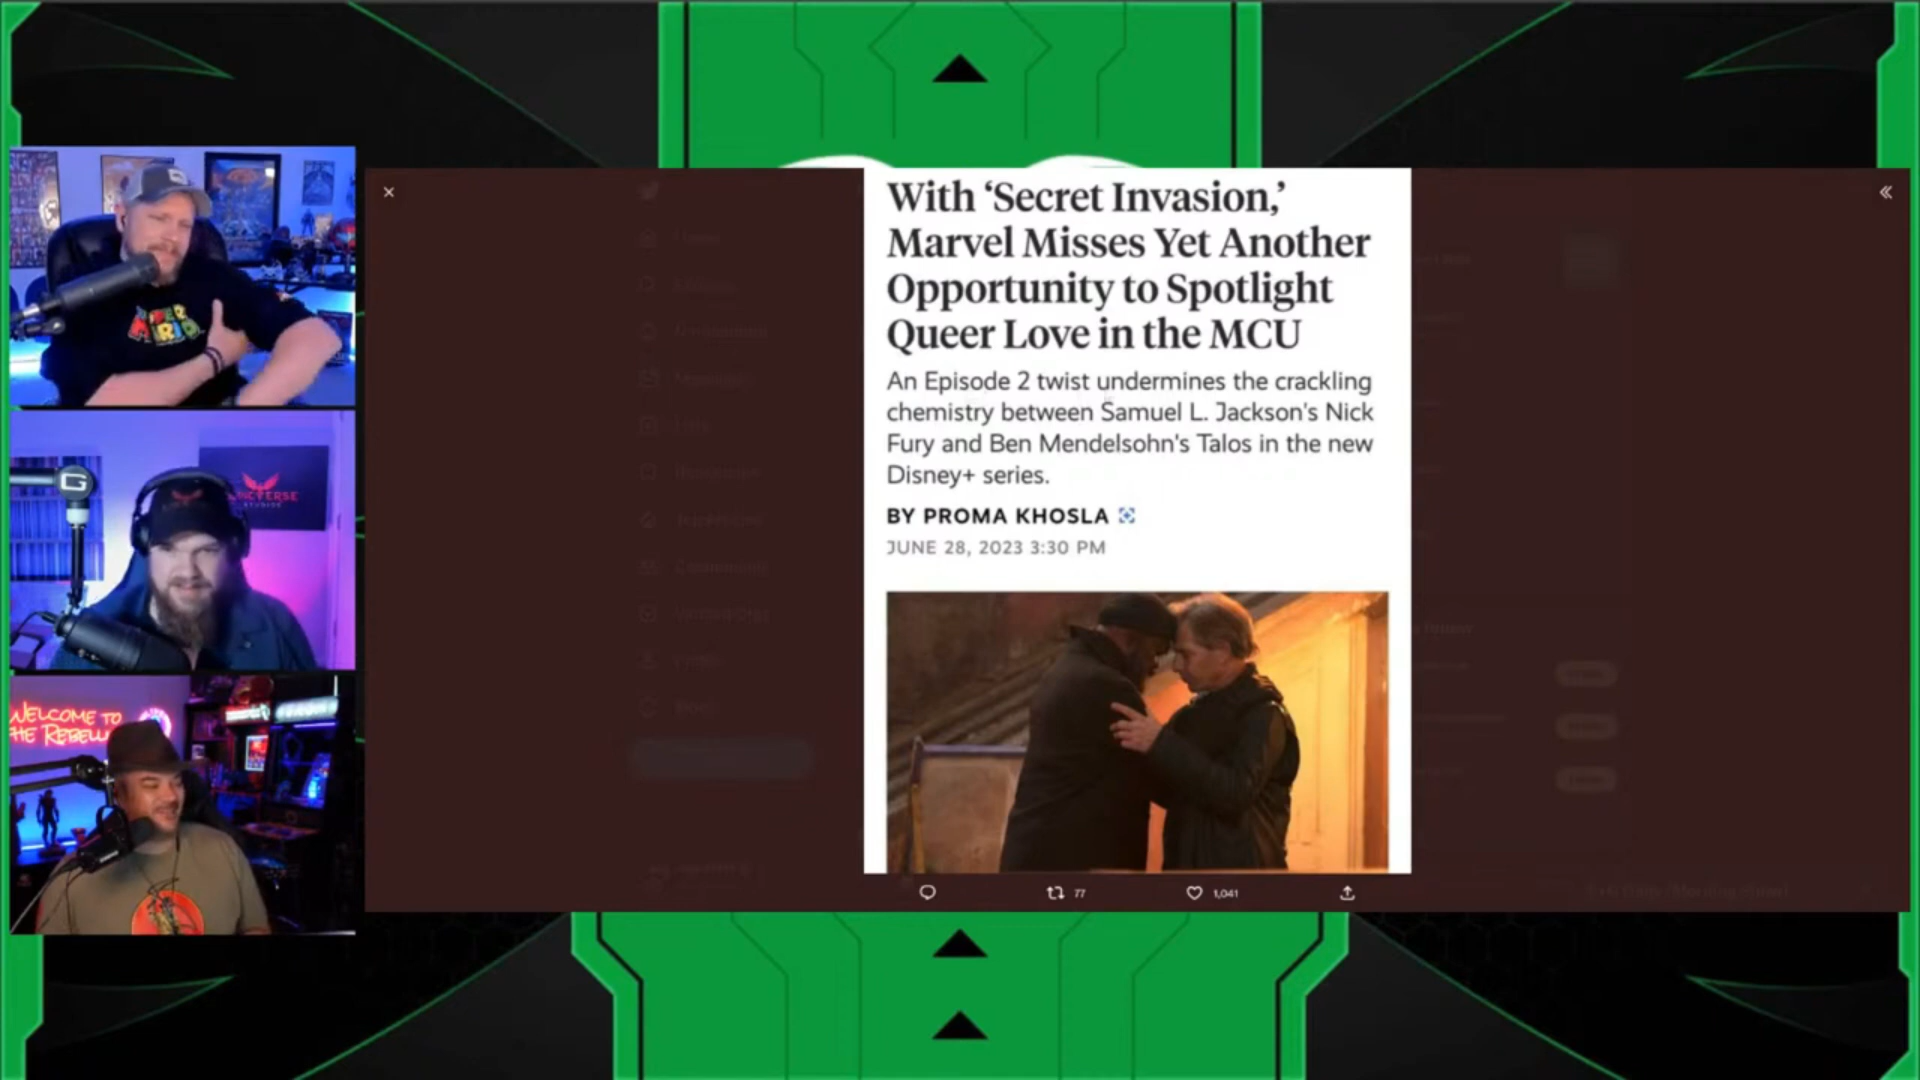 With ‘Secret Invasion,’
Marvel Misses Yet Another
Opportunity to Spotlight
Queer Love in the MCU
An Episode 2 twist undermines the crackling
chemistry between Samuel L. Jackson's Nick
Fury and Ben Mendelsohn's Talos in the new
Disney+ series.
BY PROMA KHOSLA
JUNE 28, 2023 3:30 PM
77
1,041
G
WELCOME TO